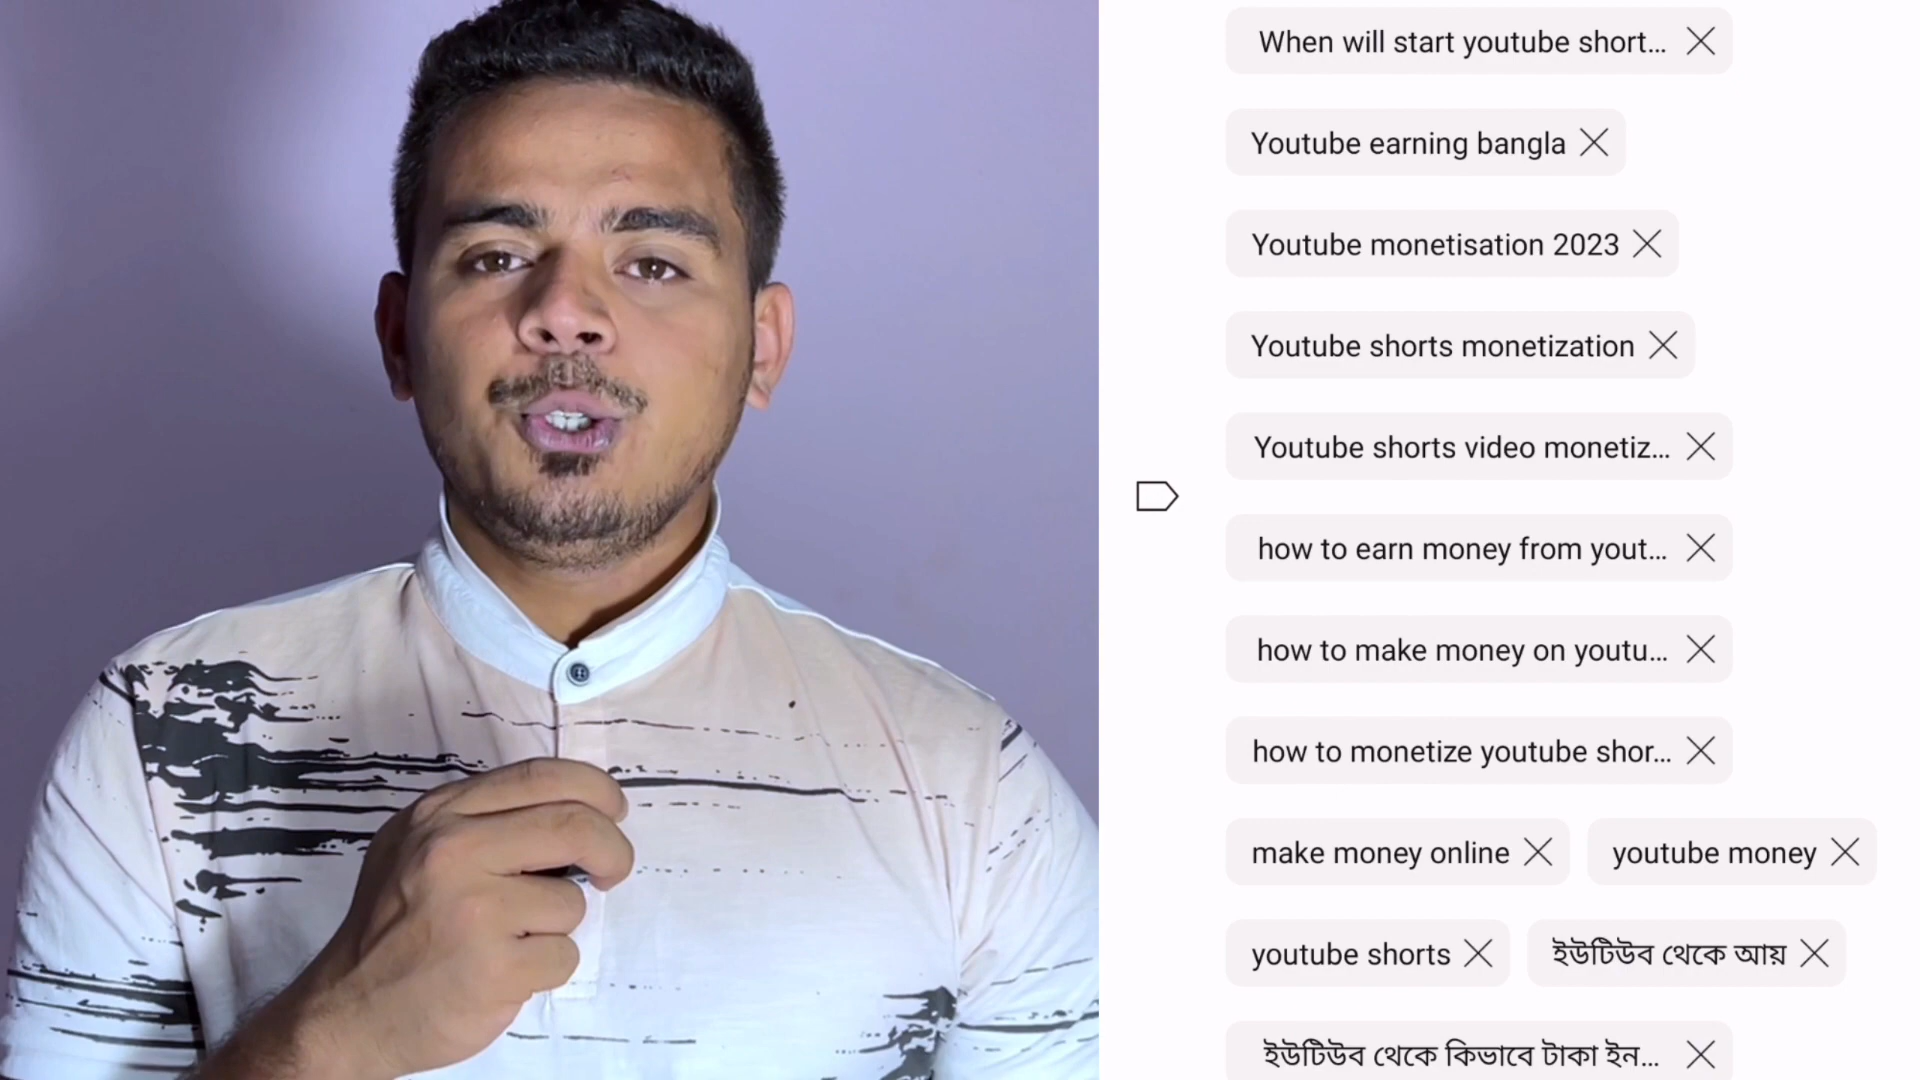 When will start youtube short...
Youtube earning bangla
Youtube monetisation 2023
Youtube shorts monetization
Youtube shorts video monetiz...
how to earn money from yout...
how to make money on youtu...
how to monetize youtube shor...
make money online youtube money
youtube shorts ইউটিউব থেকে আয়
ইউটিউব থেকে কিভাবে টাকা ইন...